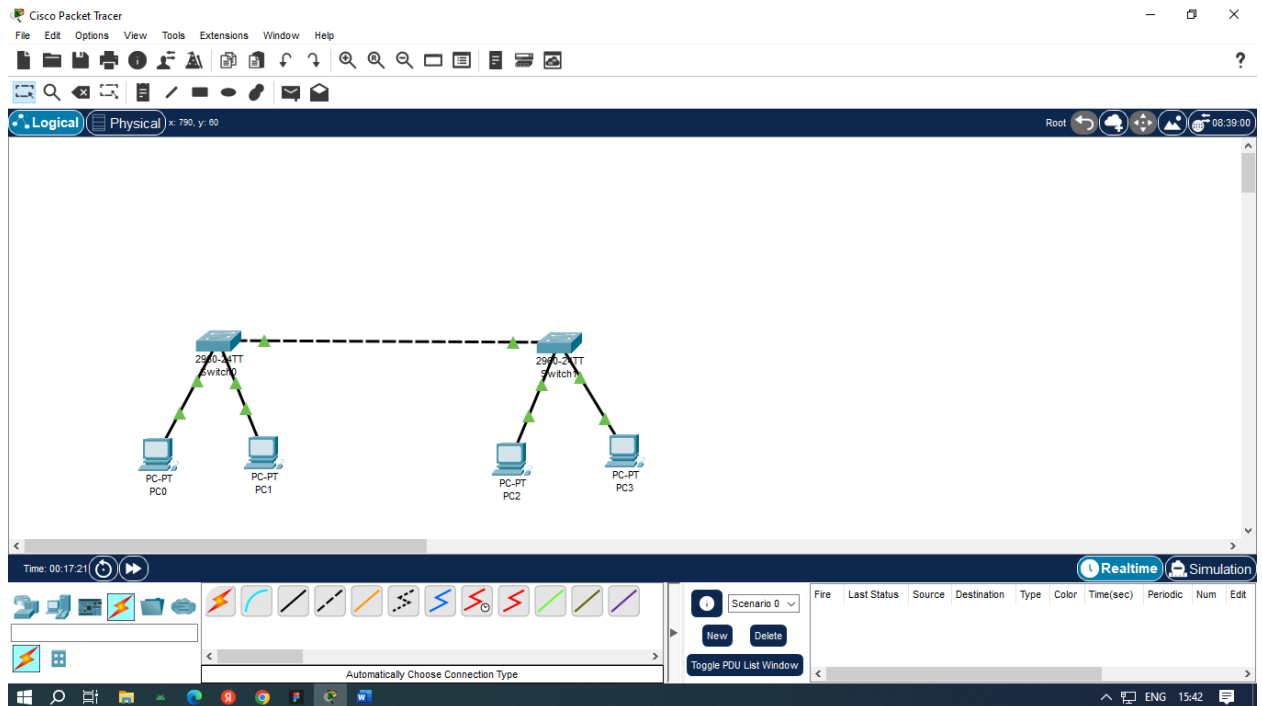 Cisco Packet Tracer
File Edit Options View Tools Extensions Window Help
?
Logical Physical x: 790, y: 60 Root 08:39:00
2960-24TT
Switch0
2960-24TT
Switch1
PC-PT
PC0
PC-PT
PC1
PC-PT
PC2
PC-PT
PC3
Time: 00:17:21 Realtime Simulation
Scenario 0
New Delete
Toggle PDU List Window
Fire Last Status Source Destination Type Color Time(sec) Periodic Num Edit
Automatically Choose Connection Type
ENG 15:42